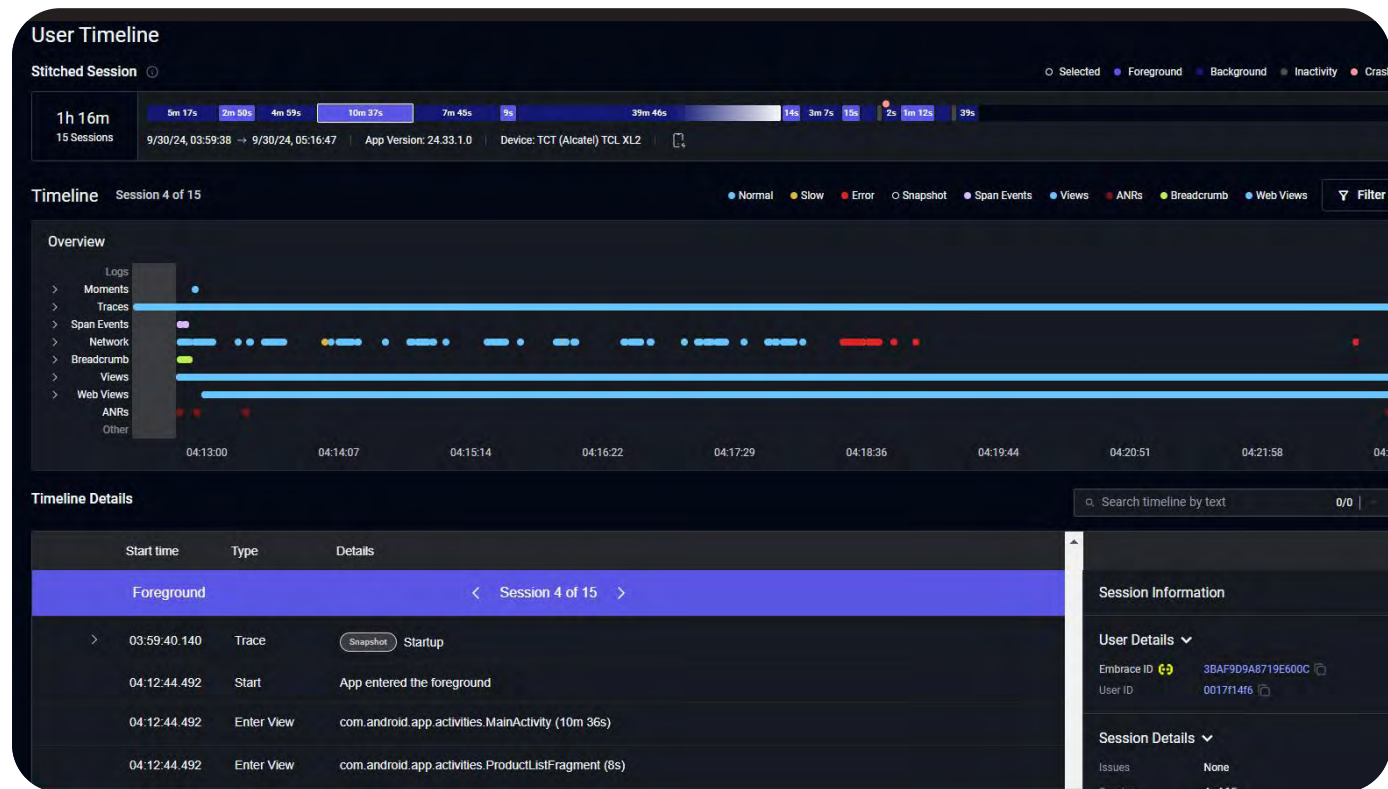 User Timeline
Stitched Session
Selected Foreground Background Inactivity Crash
1h 16m
15 Sessions
5m 17s 2m 50s 4m 59s 10m 37s 7m 45s 9s 39m 46s 14s 3m 7s 15s 2s 1m 12s 39s
9/30/24, 03:59:38 → 9/30/24, 05:16:47 App Version: 24.33.1.0 Device: TCT (Alcatel) TCL XL2
Timeline Session 4 of 15
Normal Slow Error Snapshot Span Events Views ANRs Breadcrumb Web Views Filter
Overview
Logs
Moments
Traces
Span Events
Network
Breadcrumb
Views
Web Views
ANRs
Other
04:13:00 04:14:07 04:15:14 04:16:22 04:17:29 04:18:36 04:19:44 04:20:51 04:21:58 04:
Timeline Details
Search timeline by text 0/0
Start time Type Details
Foreground < Session 4 of 15 >
03:59:40.140 Trace Snapshot Startup
04:12:44.492 Start App entered the foreground
04:12:44.492 Enter View com.android.app.activities.MainActivity (10m 36s)
04:12:44.492 Enter View com.android.app.activities.ProductListFragment (8s)
Session Information
User Details
Embrace ID 3BAF9D9A8719E600C
User ID 0017f14f6
Session Details
Issues None